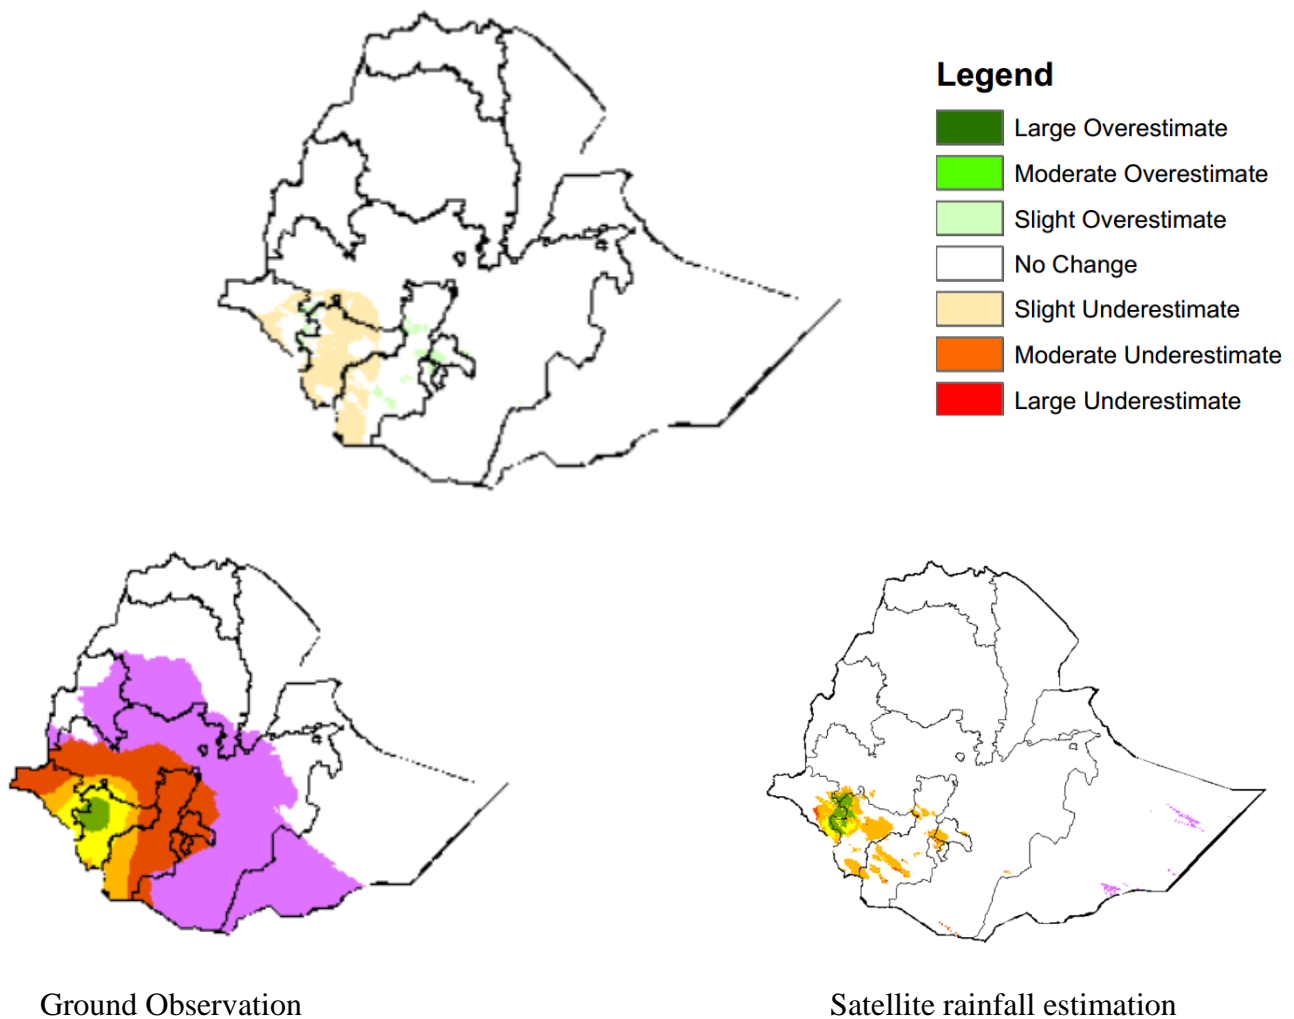 Legend
Large Overestimate
Moderate Overestimate
Slight Overestimate
No Change
Slight Underestimate
Moderate Underestimate
Large Underestimate
Ground Observation
Satellite rainfall estimation